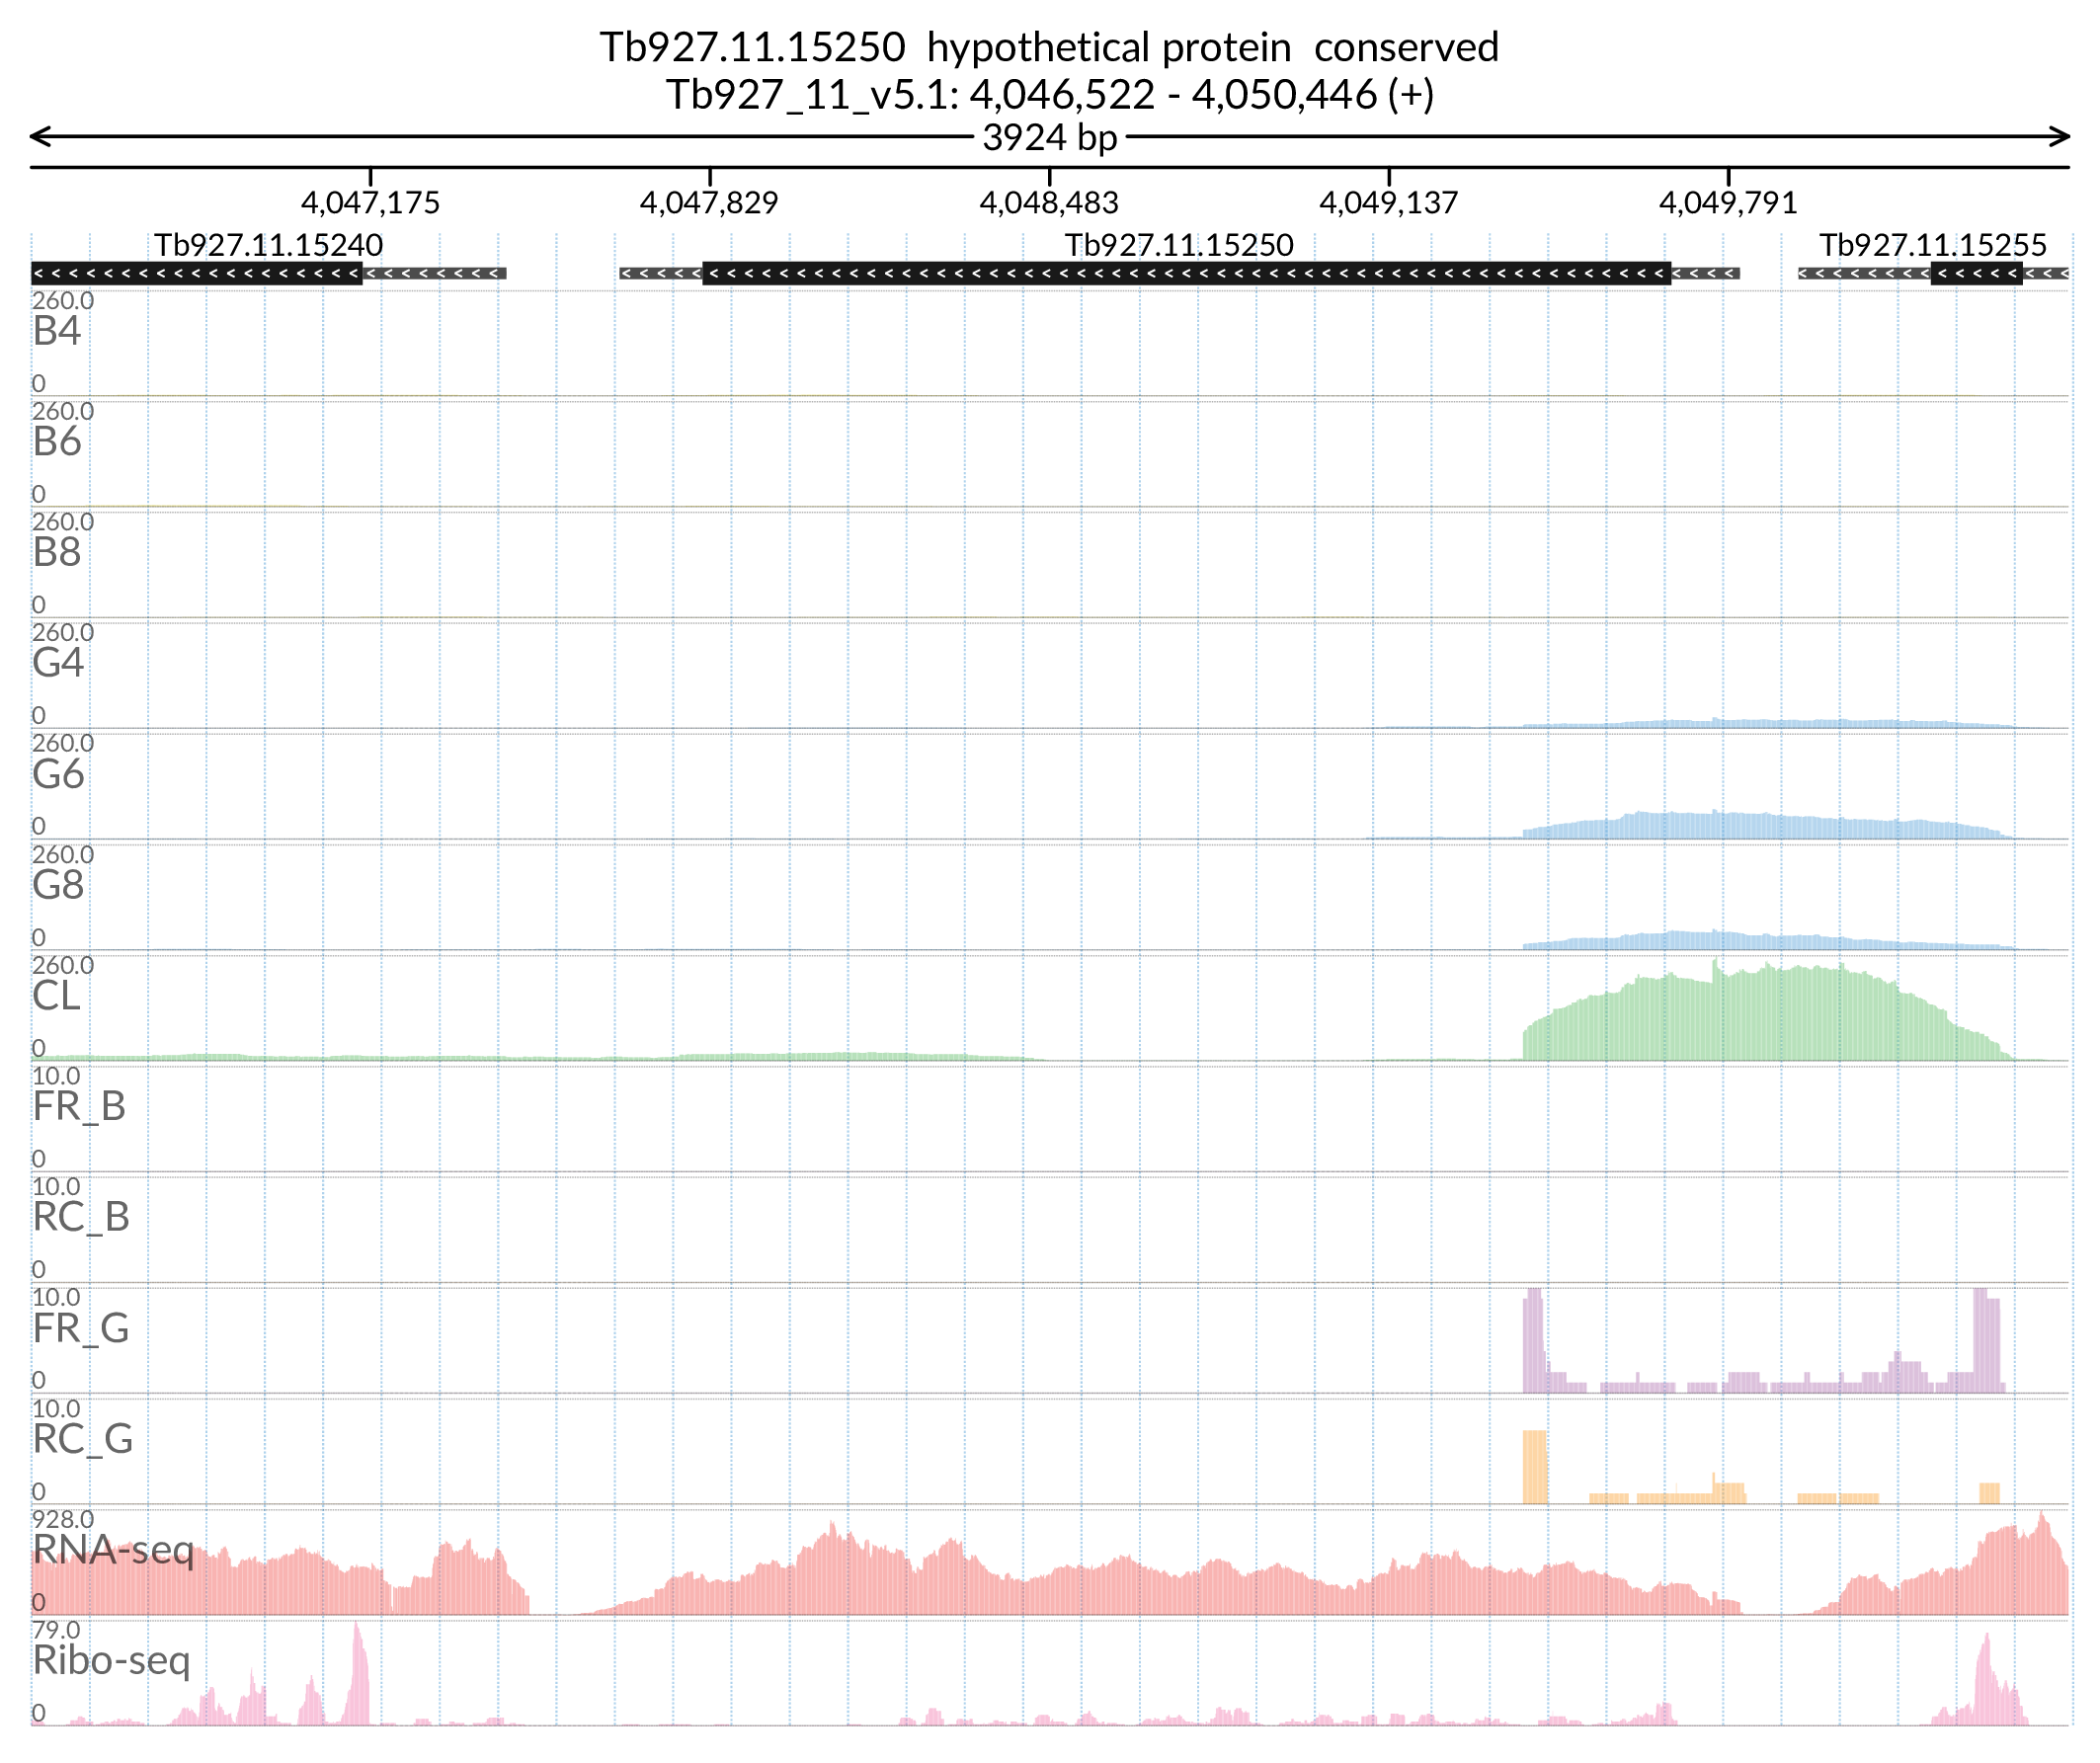 Tb927.11.15250 hypothetical protein conserved
Tb927_11_v5.1: 4,046,522 - 4,050,446 (+)
3924 bp
4,047,175 4,047,829 4,048,483 4,049,137 4,049,791
Tb927.11.15240 Tb927.11.15250 Tb927.11.15255
260.0
B4
0
260.0
B6
0
260.0
B8
0
260.0
G4
0
260.0
G6
0
260.0
G8
0
260.0
CL
0
10.0
FR_B
0
10.0
RC_B
0
10.0
FR_G
0
10.0
RC_G
0
928.0
RNA-seq
0
79.0
Ribo-seq
0